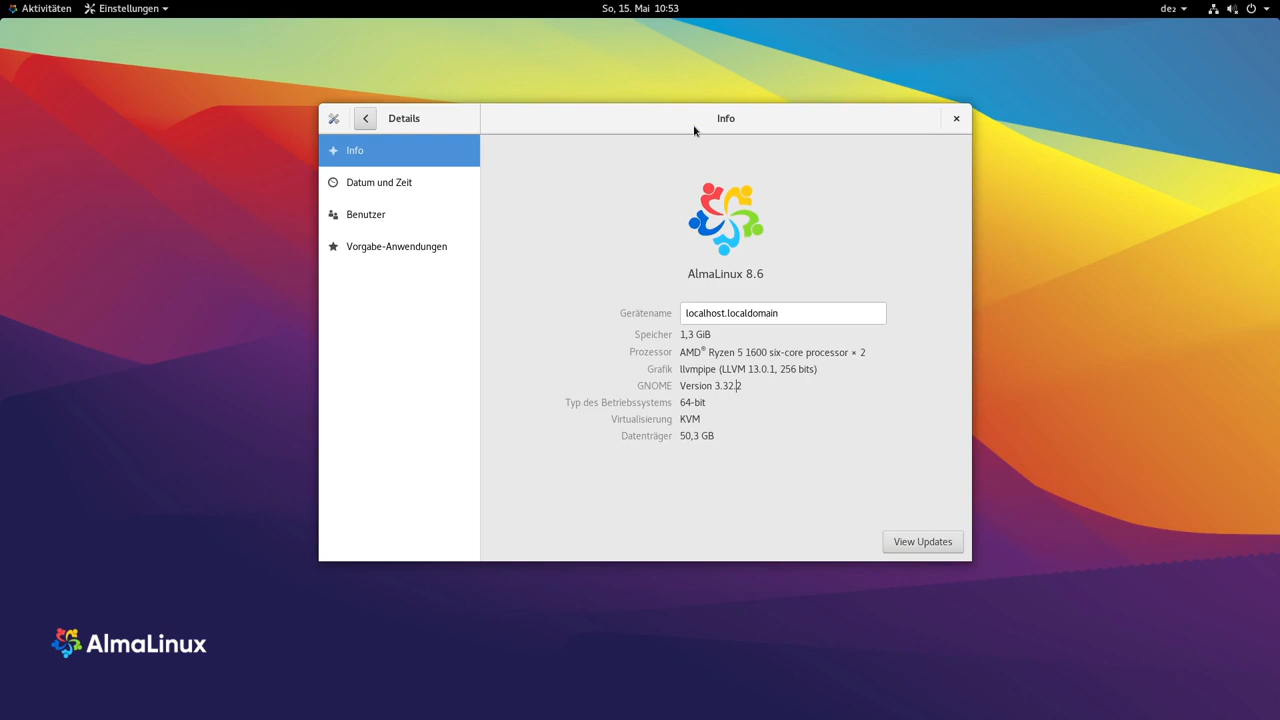 Aktivitäten Einstellungen So, 15. Mai 10:53 de₂
Details Info
Info
Datum und Zeit
Benutzer
Vorgabe-Anwendungen
AlmaLinux 8.6
Gerätename localhost.localdomain
Speicher 1,3 GiB
Prozessor AMD® Ryzen 5 1600 six-core processor × 2
Grafik llvmpipe (LLVM 13.0.1, 256 bits)
GNOME Version 3.32.2
Typ des Betriebssystems 64-bit
Virtualisierung KVM
Datenträger 50,3 GB
View Updates
AlmaLinux